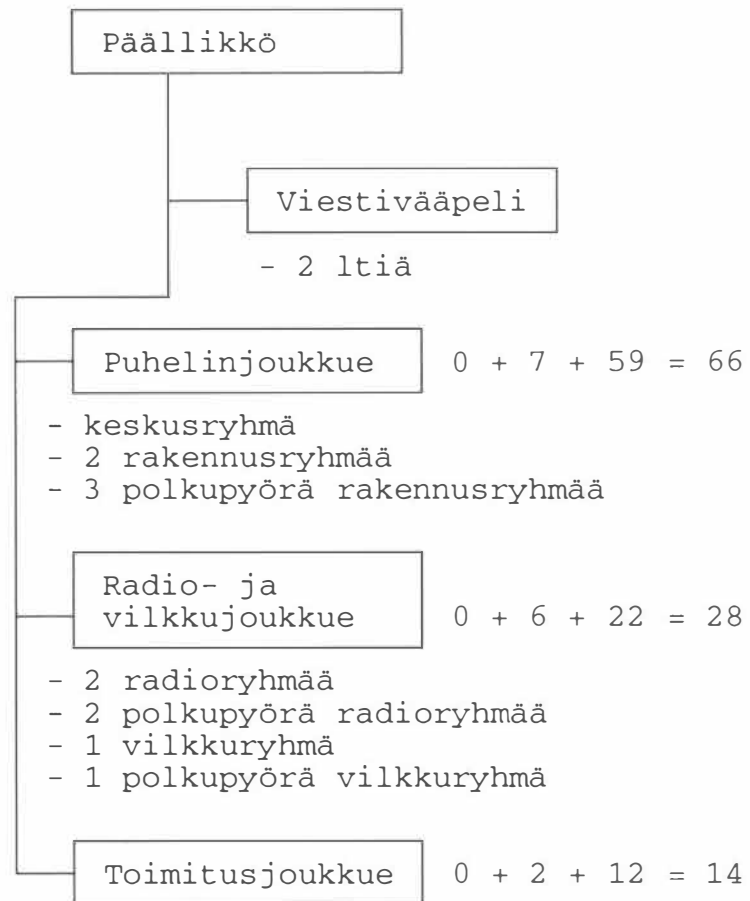 Päällikkö
Viestivääpeli
- 2 ltiä
Puhelinjoukkue 0 + 7 + 59 = 66
- keskusryhmä
- 2 rakennusryhmää
- 3 polkupyörä rakennusryhmää
Radio- ja
vilkkujoukkue 0 + 6 + 22 = 28
- 2 radioryhmää
- 2 polkupyörä radioryhmää
- 1 vilkkuryhmä
- 1 polkupyörä vilkkuryhmä
Toimitusjoukkue 0 + 2 + 12 = 14